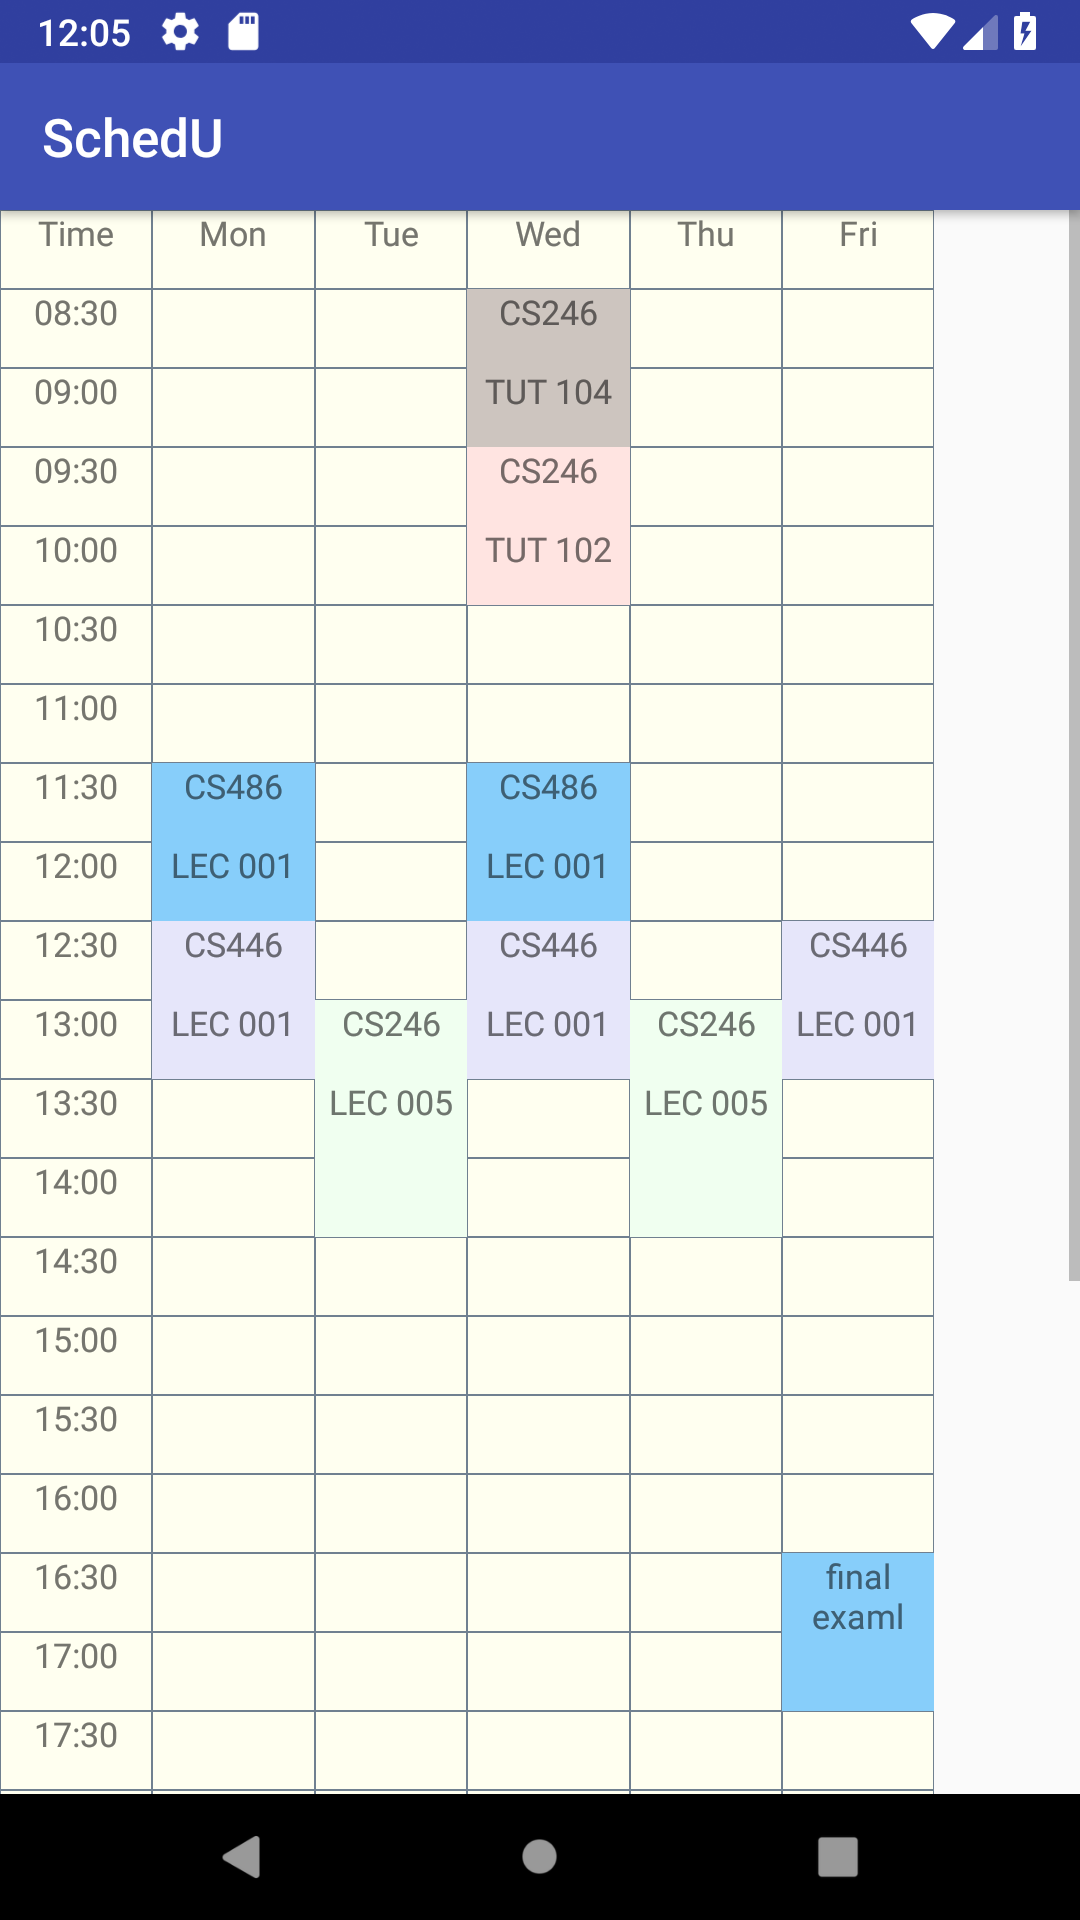 12:05
SchedU
Time Mon Tue Wed Thu Fri
08:30 CS246
09:00 TUT 104
09:30 CS246
10:00 TUT 102
10:30
11:00
11:30 CS486 CS486
12:00 LEC 001 LEC 001
12:30 CS446 CS446 CS446
13:00 LEC 001 CS246 LEC 001 CS246 LEC 001
13:30 LEC 005 LEC 005
14:00
14:30
15:00
15:30
16:00
16:30 final
examl
17:00
17:30